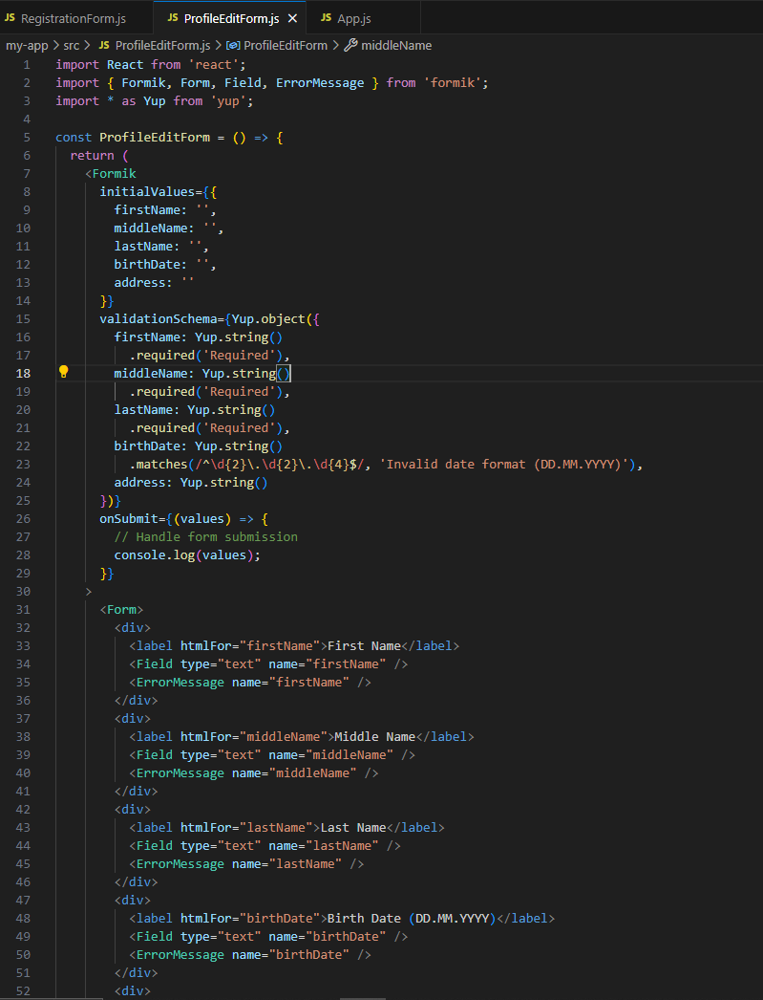 JS RegistrationForm.js JS ProfileEditForm.js × JS App.js
my-app > src > JS ProfileEditForm.js > ProfileEditForm > middleName
1 import React from 'react';
2 import { Formik, Form, Field, ErrorMessage } from 'formik';
3 import * as Yup from 'yup';
4
5 const ProfileEditForm = () => {
6   return (
7     <Formik
8       initialValues={{
9         firstName: '',
10         middleName: '',
11         lastName: '',
12         birthDate: '',
13         address: ''
14       }}
15       validationSchema={Yup.object({
16         firstName: Yup.string()
17           .required('Required'),
18         middleName: Yup.string()
19           .required('Required'),
20         lastName: Yup.string()
21           .required('Required'),
22         birthDate: Yup.string()
23           .matches(/^\d{2}\.\d{2}\.\d{4}$/, 'Invalid date format (DD.MM.YYYY)'),
24         address: Yup.string()
25       })}
26       onSubmit={(values) => {
27         // Handle form submission
28         console.log(values);
29       }}
30     >
31       <Form>
32         <div>
33           <label htmlFor="firstName">First Name</label>
34           <Field type="text" name="firstName" />
35           <ErrorMessage name="firstName" />
36         </div>
37         <div>
38           <label htmlFor="middleName">Middle Name</label>
39           <Field type="text" name="middleName" />
40           <ErrorMessage name="middleName" />
41         </div>
42         <div>
43           <label htmlFor="lastName">Last Name</label>
44           <Field type="text" name="lastName" />
45           <ErrorMessage name="lastName" />
46         </div>
47         <div>
48           <label htmlFor="birthDate">Birth Date (DD.MM.YYYY)</label>
49           <Field type="text" name="birthDate" />
50           <ErrorMessage name="birthDate" />
51         </div>
52         <div>